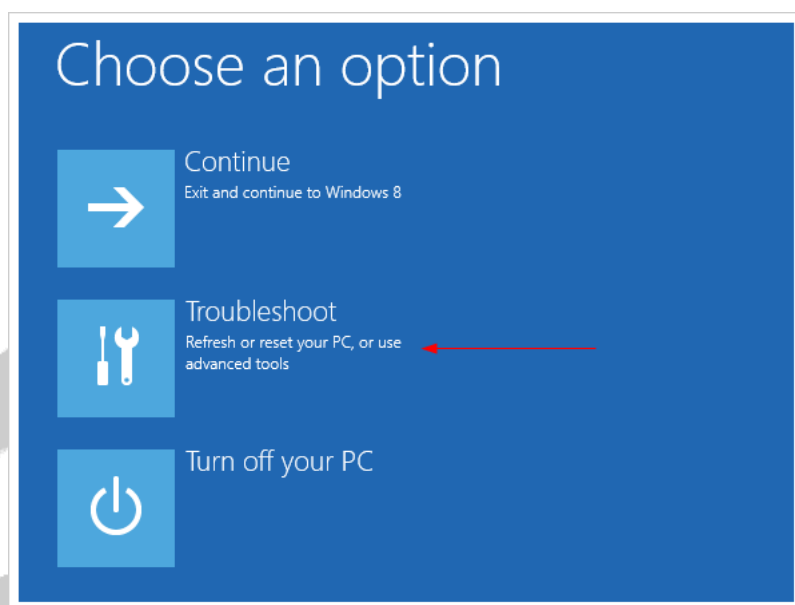 Choose an option
Continue
Exit and continue to Windows 8
Troubleshoot
Refresh or reset your PC, or use
advanced tools
Turn off your PC